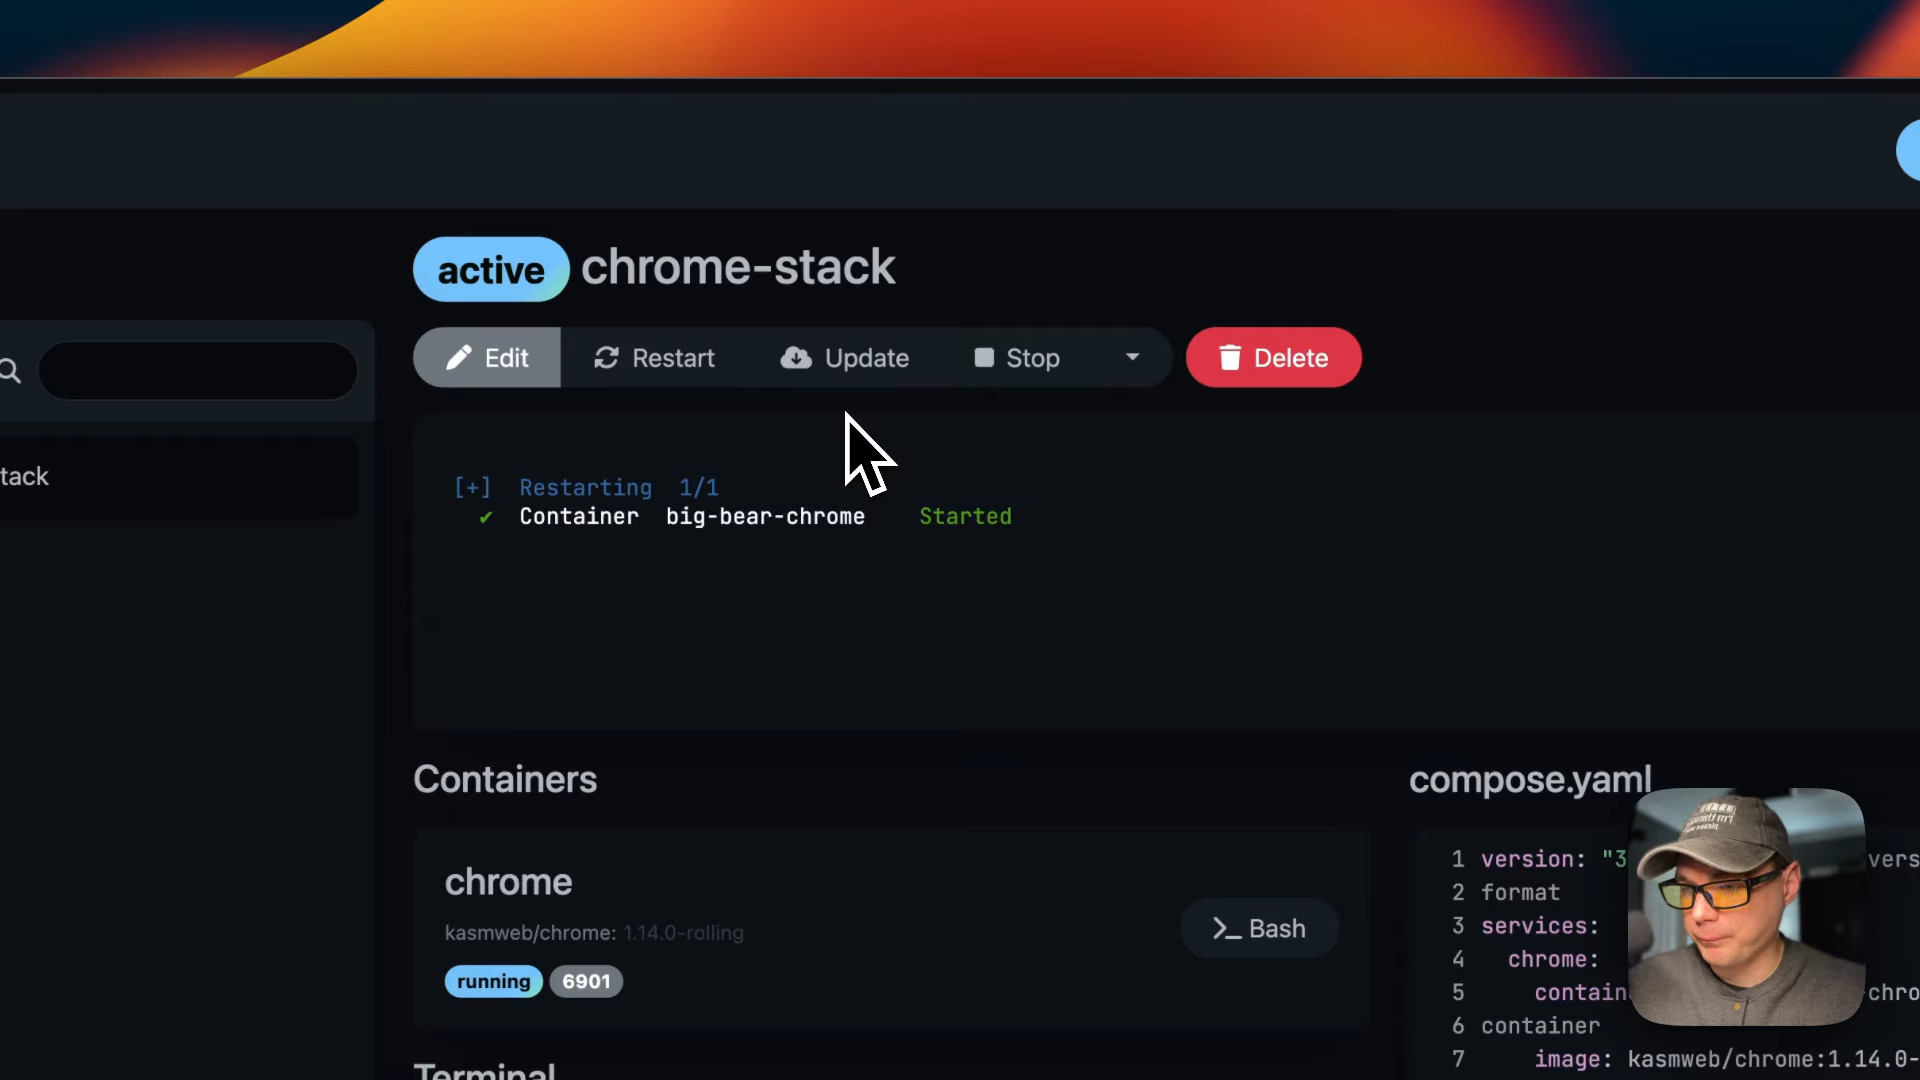 active chrome-stack
Edit Restart Update Stop Delete
tack
[+] Restarting 1/1
✔ Container big-bear-chrome Started
Containers
compose.yaml
chrome
kasmweb/chrome: 1.14.0-rolling
running 6901
>_ Bash
1 version: "3 vers
2 format
3 services:
4 chrome:
5 contain chro
6 container
7 image: kasmweb/chrome:1.14.0-
Terminal